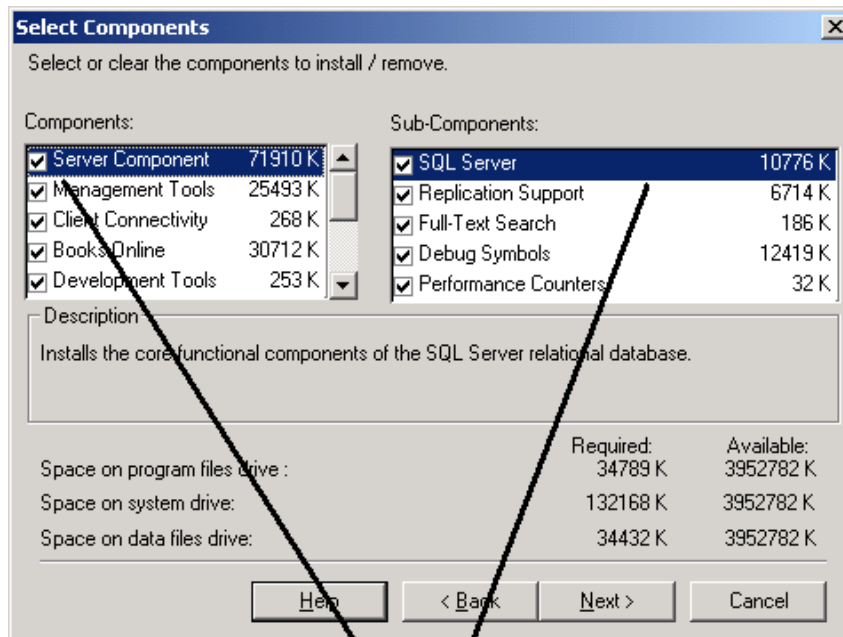 Select Components
Select or clear the components to install / remove.
Components:
Server Component 71910 K
Management Tools 25493 K
Client Connectivity 268 K
Books Online 30712 K
Development Tools 253 K
Sub-Components:
SQL Server 10776 K
Replication Support 6714 K
Full-Text Search 186 K
Debug Symbols 12419 K
Performance Counters 32 K
Description
Installs the core functional components of the SQL Server relational database.
Required: Available:
Space on program files drive : 34789 K 3952782 K
Space on system drive: 132168 K 3952782 K
Space on data files drive: 34432 K 3952782 K
Help < Back Next > Cancel